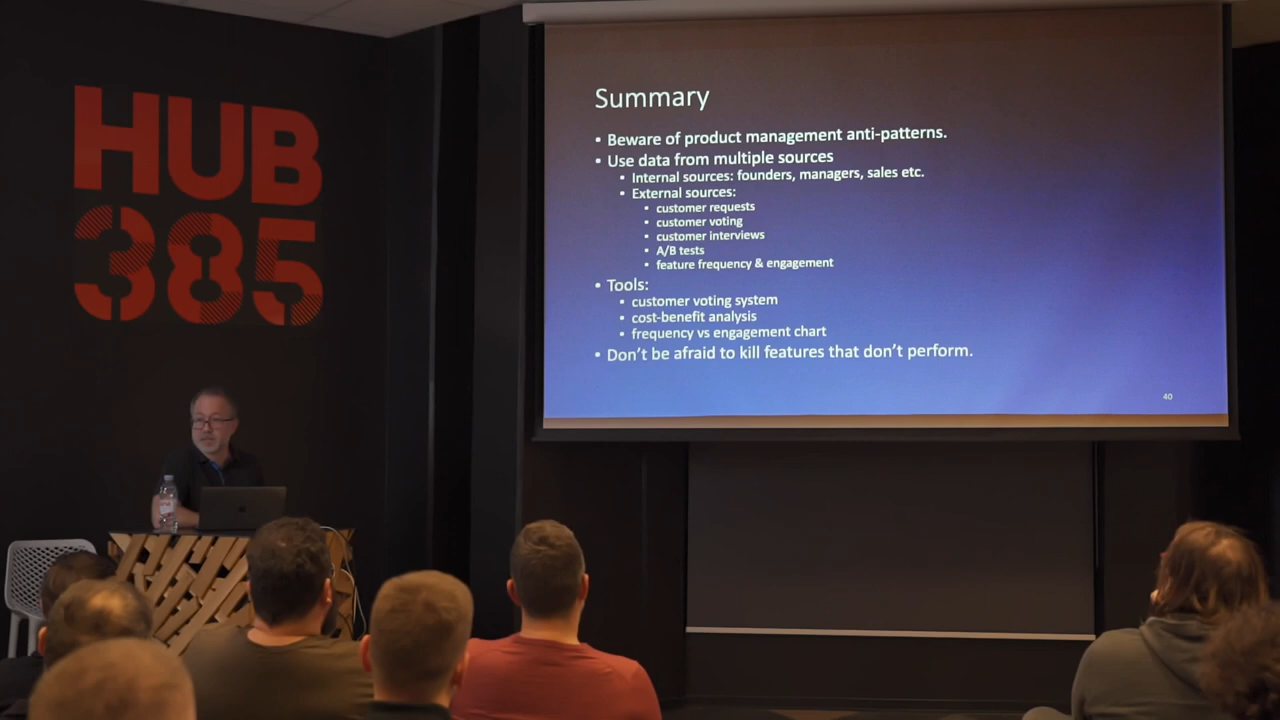 HUB
385
Summary
• Beware of product management anti-patterns.
• Use data from multiple sources
• Internal sources: founders, managers, sales etc.
• External sources:
• customer requests
• customer voting
• customer interviews
• A/B tests
• feature frequency & engagement
• Tools:
• customer voting system
• cost-benefit analysis
• frequency vs engagement chart
• Don't be afraid to kill features that don't perform.
40